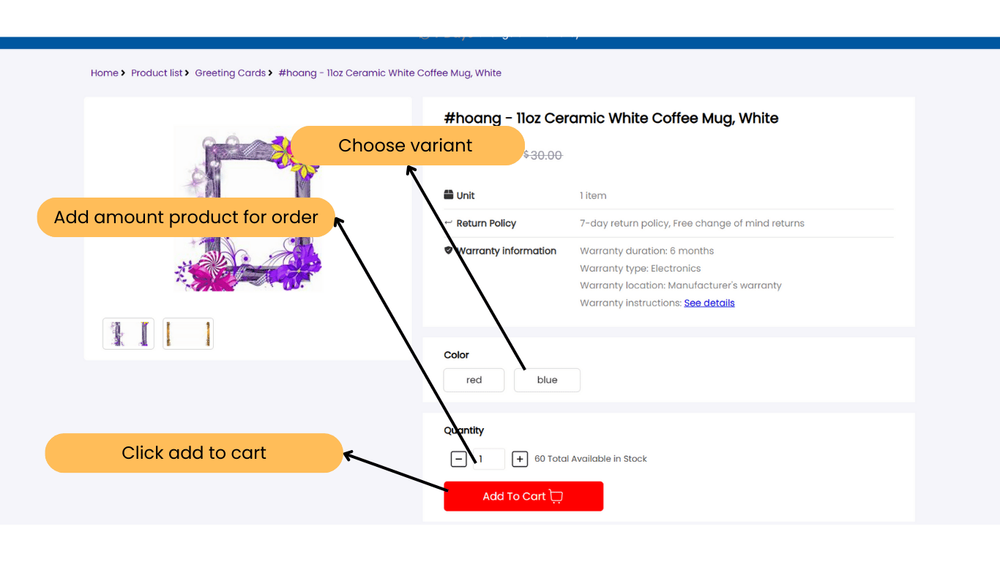 Home > Product list > Greeting Cards > #hoang - 11oz Ceramic White Coffee Mug, White
#hoang - 11oz Ceramic White Coffee Mug, White
Choose variant
$30.00
Unit
1 item
Add amount product for order
Return Policy
7-day return policy, Free change of mind returns
Warranty information
Warranty duration: 6 months
Warranty type: Electronics
Warranty location: Manufacturer's warranty
Warranty instructions: See details
Color
red
blue
Quantity
Click add to cart
− 1 + 60 Total Available in Stock
Add To Cart